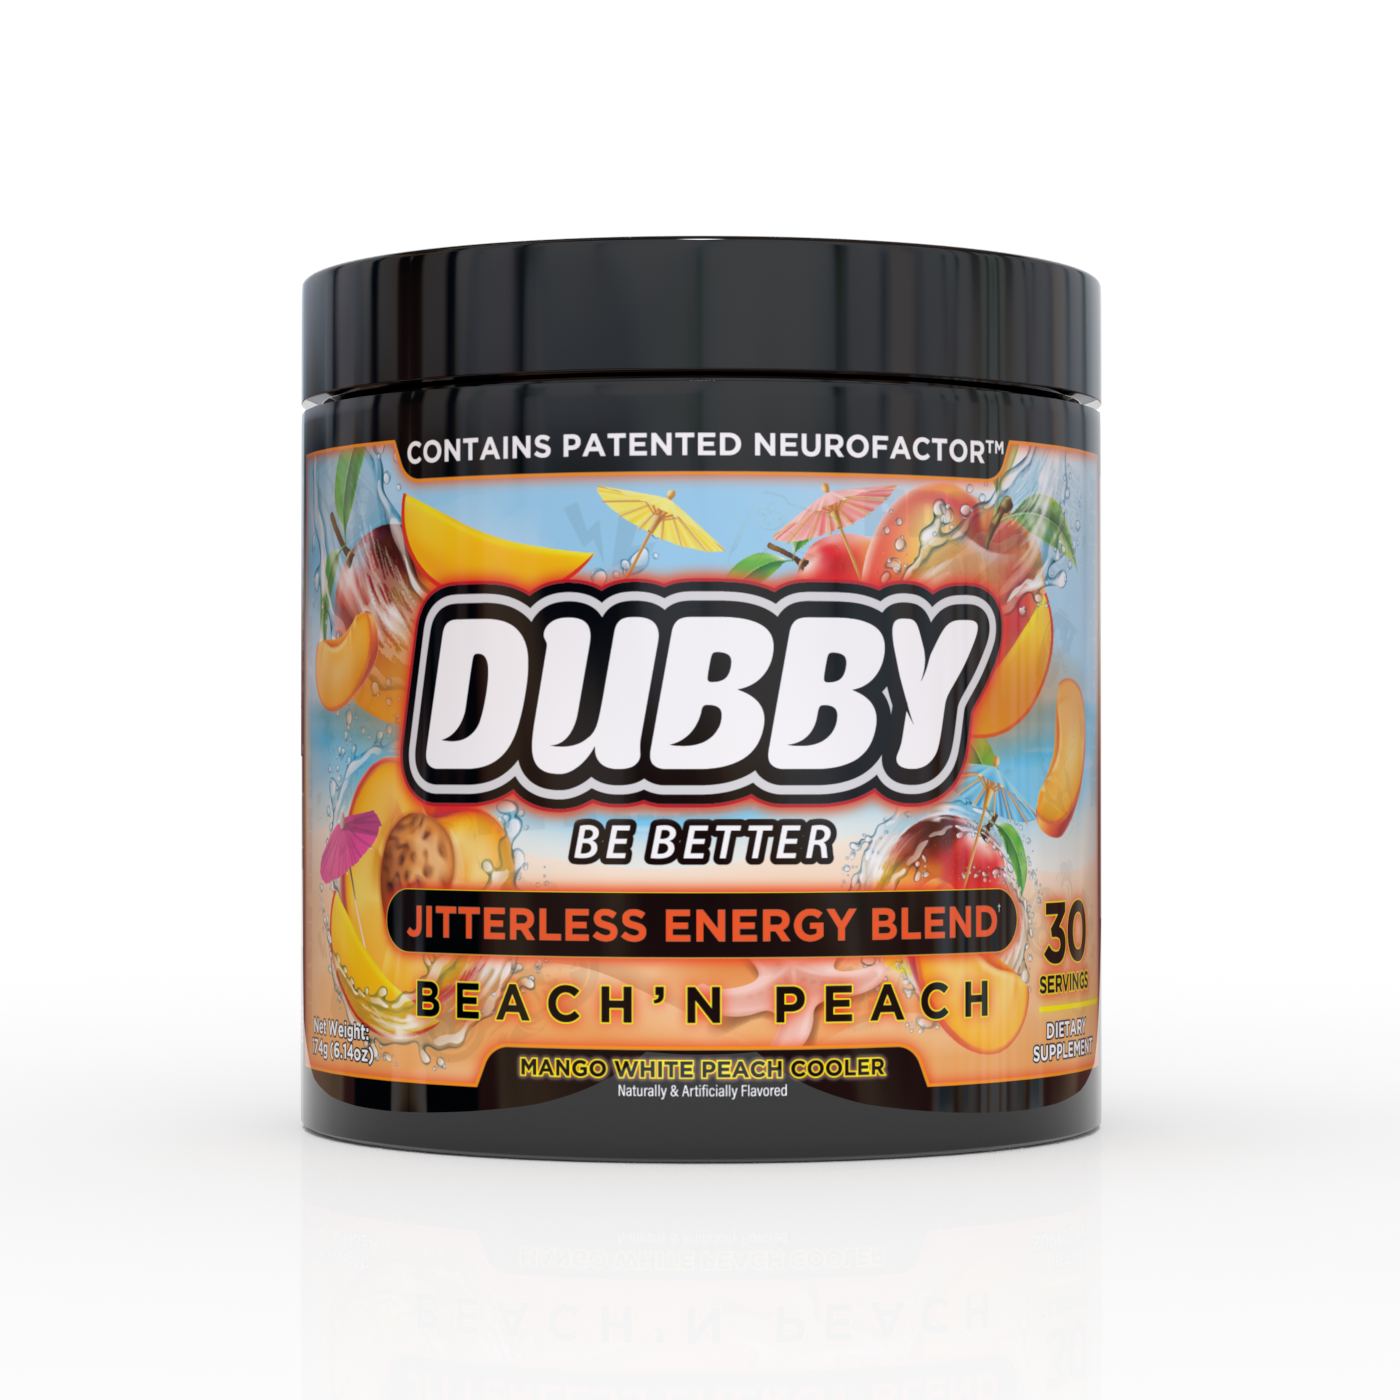 CONTAINS PATENTED NEUROFACTOR™
DUBBY
BE BETTER
JITTERLESS ENERGY BLEND†
BEACH'N PEACH
30
SERVINGS
DIETARY
SUPPLEMENT
Net Weight:
74g (6.14oz)
MANGO WHITE PEACH COOLER
Naturally & Artificially Flavored